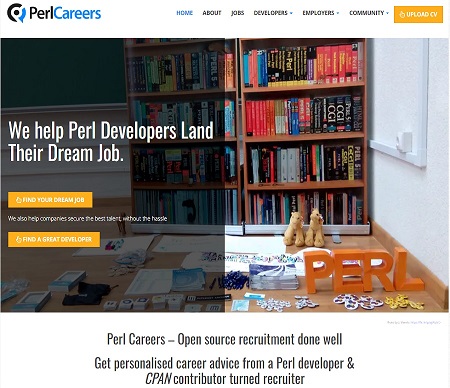 PerlCareers
HOME ABOUT JOBS DEVELOPERS EMPLOYERS COMMUNITY UPLOAD CV
We help Perl Developers Land
Their Dream Job.
FIND YOUR DREAM JOB
We also help companies secure the best talent, without the hassle
FIND A GREAT DEVELOPER
Perl
CGI
PERL
Perl Careers – Open source recruitment done well
Get personalised career advice from a Perl developer &
CPAN contributor turned recruiter